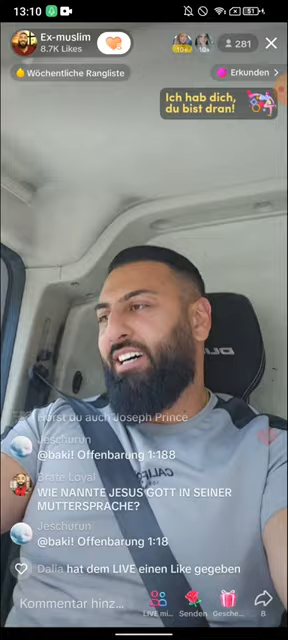 13:10
51
Ex-muslim
8.7K Likes
281
Wöchentliche Rangliste
Erkunden >
Ich hab dich,
du bist dran!
Hörst du auch Joseph Prince
Jeschurun
@baki! Offenbarung 1:188
Brate Loyal
WIE NANNTE JESUS GOTT IN SEINER
MUTTERSPRACHE?
Jeschurun
@baki! Offenbarung 1:18
Dalia hat dem LIVE einen Like gegeben
Kommentar hinz...
LIVE mi...
Senden
Gesche...
8